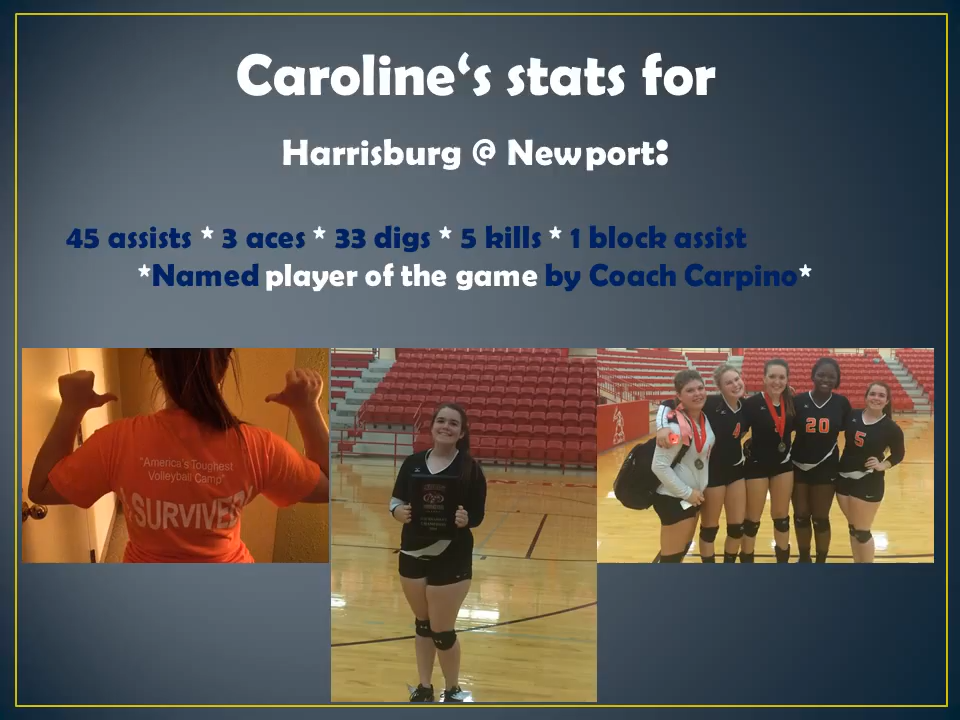 Caroline‘s stats for
Harrisburg @ Newport:
45 assists * 3 aces * 33 digs * 5 kills * 1 block assist
*Named player of the game by Coach Carpino*
"America's Toughest
Volleyball Camp"
I SURVIVED
4
20
5